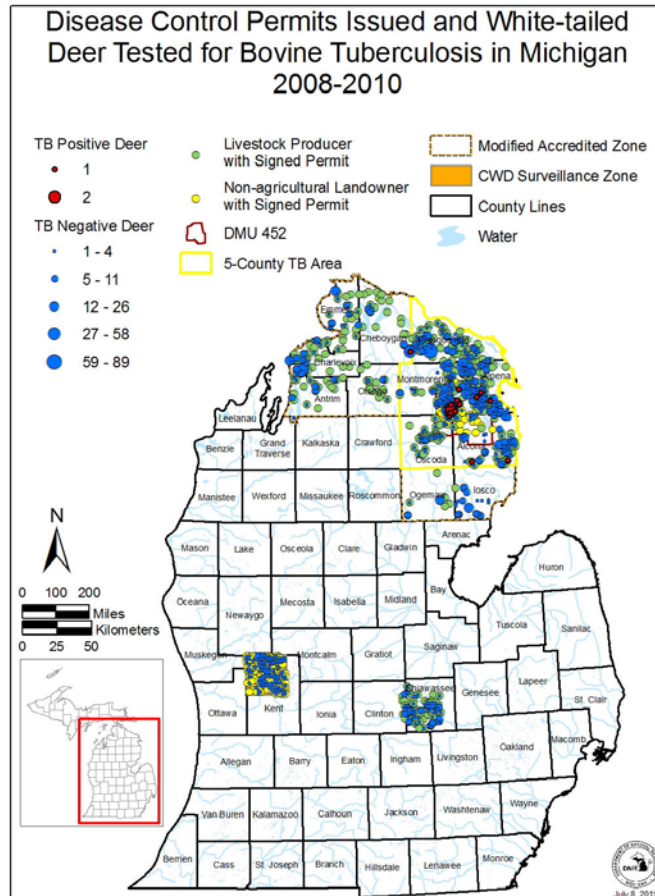 Disease Control Permits Issued and White-tailed
Deer Tested for Bovine Tuberculosis in Michigan
2008-2010
TB Positive Deer
1
2
TB Negative Deer
1 - 4
5 - 11
12 - 26
27 - 58
59 - 89
Livestock Producer
with Signed Permit
Non-agricultural Landowner
with Signed Permit
DMU 452
5-County TB Area
Modified Accredited Zone
CWD Surveillance Zone
County Lines
Water
Cheboygan
Charlevoix
Antrim
Montmorency
Leelanau
Benzie
Grand
Traverse
Kalkaska
Crawford
Oscoda
Alcona
Manistee
Wexford
Missaukee
Roscommon
Ogemaw
Iosco
Arenac
N
Mason
Lake
Osceola
Clare
Gladwin
Huron
0 100 200
Miles
Kilometers
0 25 50
Oceana
Newaygo
Mecosta
Isabella
Midland
Bay
Tuscola
Sanilac
Muskegon
Montcalm
Gratiot
Saginaw
Shiawassee
Genesee
Lapeer
St. Clair
Ottawa
Kent
Ionia
Clinton
Allegan
Barry
Eaton
Ingham
Livingston
Oakland
Macomb
Van Buren
Kalamazoo
Calhoun
Jackson
Washtenaw
Wayne
Berrien
Cass
St. Joseph
Branch
Hillsdale
Lenawee
Monroe
DNR